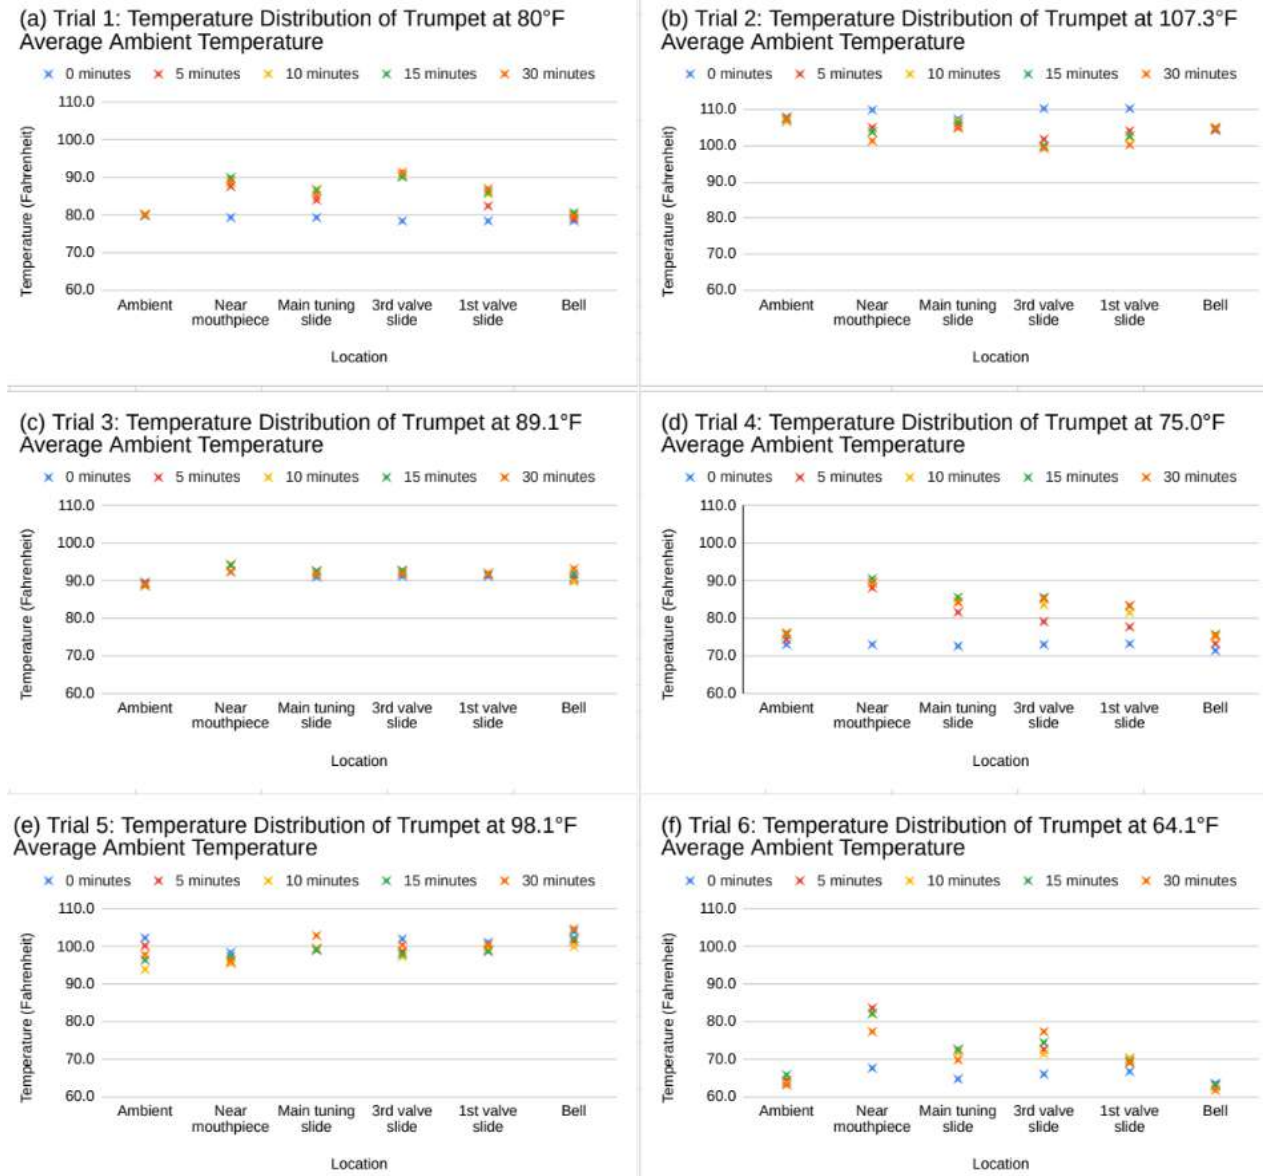 (a) Trial 1: Temperature Distribution of Trumpet at 80°F
Average Ambient Temperature
0 minutes 5 minutes 10 minutes 15 minutes 30 minutes
110.0
100.0
90.0
80.0
70.0
60.0
Temperature (Fahrenheit)
Ambient Near mouthpiece Main tuning slide 3rd valve slide 1st valve slide Bell
Location
(b) Trial 2: Temperature Distribution of Trumpet at 107.3°F
Average Ambient Temperature
0 minutes 5 minutes 10 minutes 15 minutes 30 minutes
110.0
100.0
90.0
80.0
70.0
60.0
Temperature (Fahrenheit)
Ambient Near mouthpiece Main tuning slide 3rd valve slide 1st valve slide Bell
Location
(c) Trial 3: Temperature Distribution of Trumpet at 89.1°F
Average Ambient Temperature
0 minutes 5 minutes 10 minutes 15 minutes 30 minutes
110.0
100.0
90.0
80.0
70.0
60.0
Temperature (Fahrenheit)
Ambient Near mouthpiece Main tuning slide 3rd valve slide 1st valve slide Bell
Location
(d) Trial 4: Temperature Distribution of Trumpet at 75.0°F
Average Ambient Temperature
0 minutes 5 minutes 10 minutes 15 minutes 30 minutes
110.0
100.0
90.0
80.0
70.0
60.0
Temperature (Fahrenheit)
Ambient Near mouthpiece Main tuning slide 3rd valve slide 1st valve slide Bell
Location
(e) Trial 5: Temperature Distribution of Trumpet at 98.1°F
Average Ambient Temperature
0 minutes 5 minutes 10 minutes 15 minutes 30 minutes
110.0
100.0
90.0
80.0
70.0
60.0
Temperature (Fahrenheit)
Ambient Near mouthpiece Main tuning slide 3rd valve slide 1st valve slide Bell
Location
(f) Trial 6: Temperature Distribution of Trumpet at 64.1°F
Average Ambient Temperature
0 minutes 5 minutes 10 minutes 15 minutes 30 minutes
110.0
100.0
90.0
80.0
70.0
60.0
Temperature (Fahrenheit)
Ambient Near mouthpiece Main tuning slide 3rd valve slide 1st valve slide Bell
Location